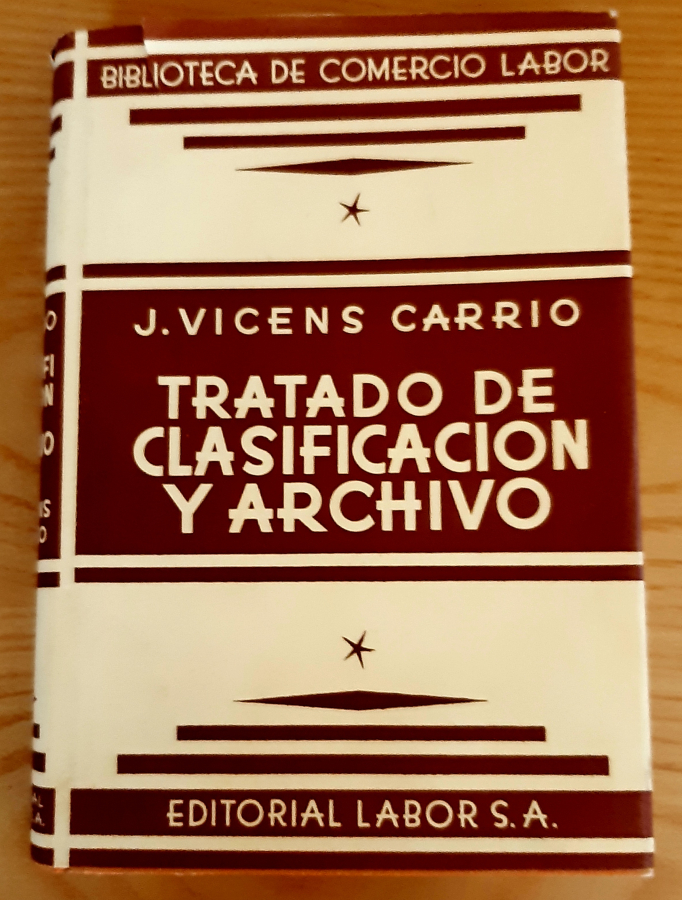 BIBLIOTECA DE COMERCIO LABOR
J. VICENS CARRIO
TRATADO DE
CLASIFICACION
Y ARCHIVO
EDITORIAL LABOR S. A.